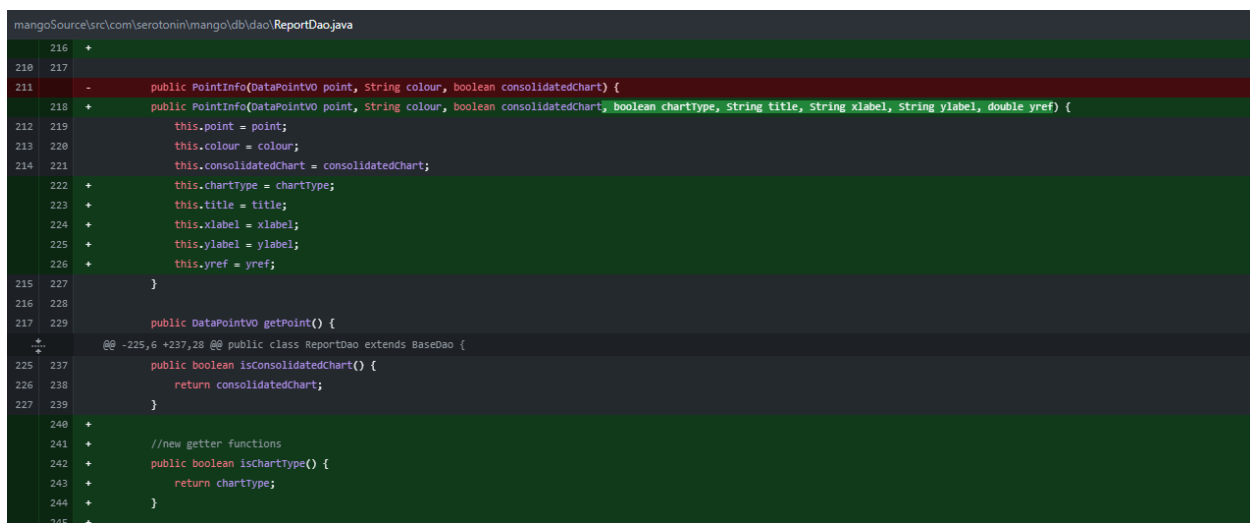 mangoSource\src\com\serotonin\mango\db\dao\ReportDao.java
216 +
210 217
211 - public PointInfo(DataPointVO point, String colour, boolean consolidatedChart) {
218 + public PointInfo(DataPointVO point, String colour, boolean consolidatedChart, boolean chartType, String title, String xlabel, String ylabel, double yref) {
212 219 this.point = point;
213 220 this.colour = colour;
214 221 this.consolidatedChart = consolidatedChart;
222 + this.chartType = chartType;
223 + this.title = title;
224 + this.xlabel = xlabel;
225 + this.ylabel = ylabel;
226 + this.yref = yref;
215 227 }
216 228
217 229 public DataPointVO getPoint() {
@@ -225,6 +237,28 @@ public class ReportDao extends BaseDao {
225 237 public boolean isConsolidatedChart() {
226 238 return consolidatedChart;
227 239 }
240 +
241 + //new getter functions
242 + public boolean isChartType() {
243 + return chartType;
244 + }
245 +